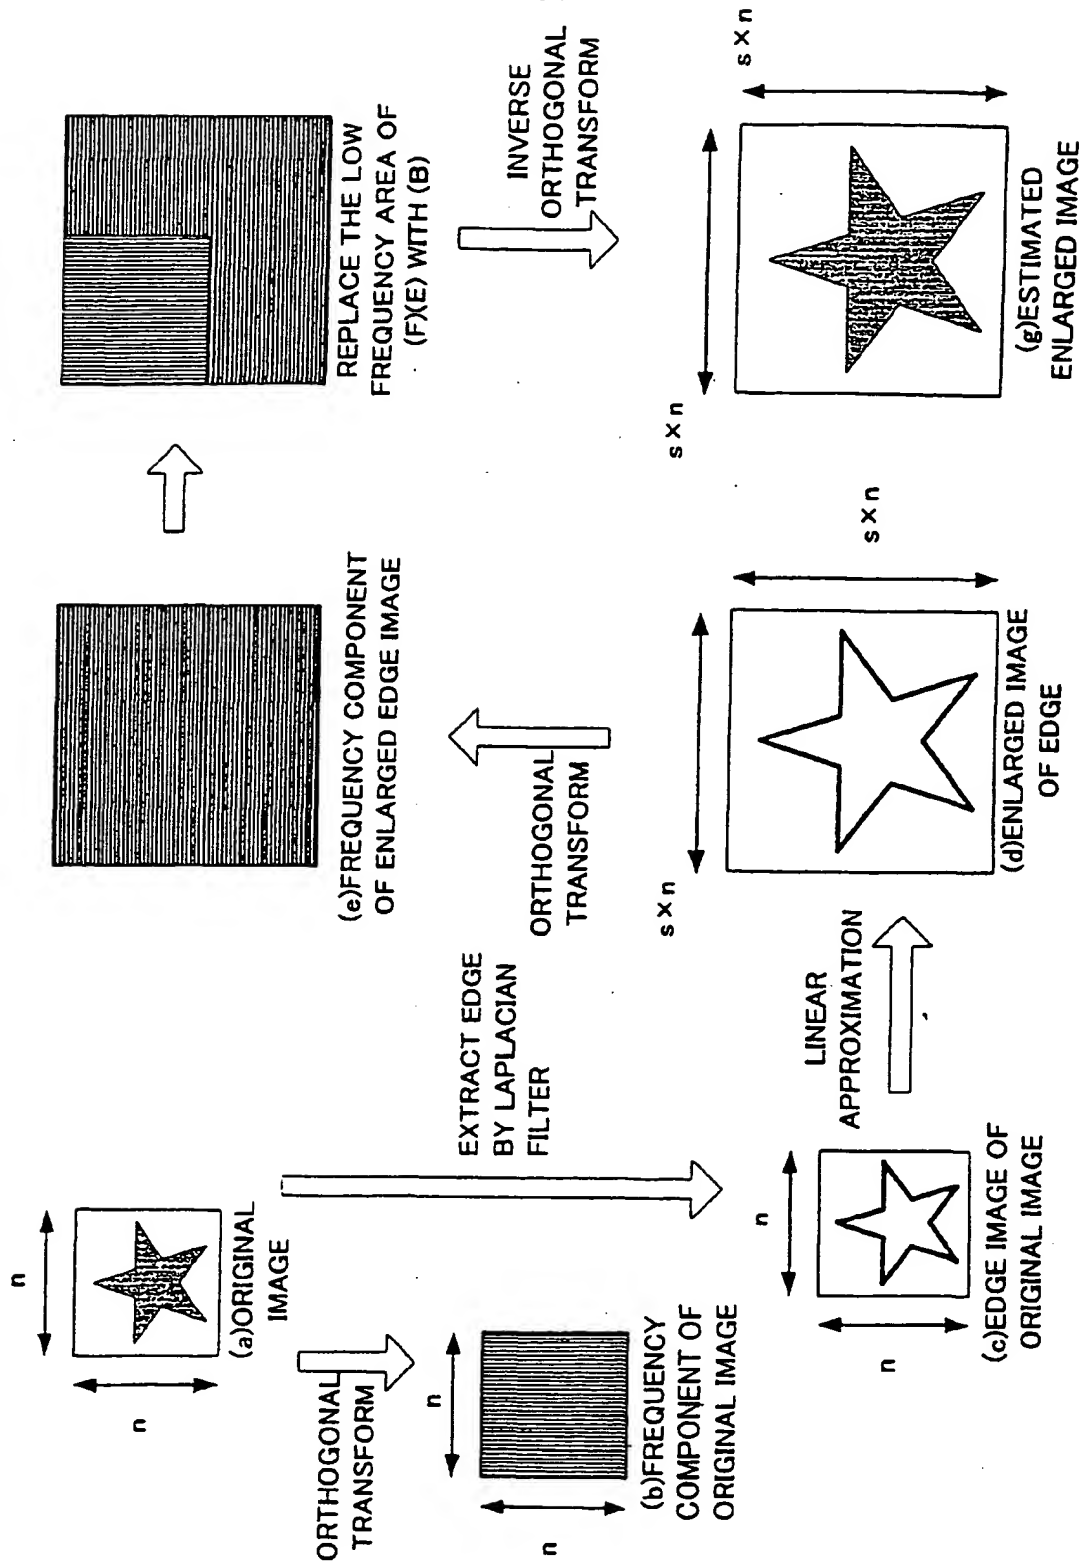 n
n
(a)ORIGINAL
IMAGE
ORTHOGONAL
TRANSFORM
n
n
(b)FREQUENCY
COMPONENT OF
ORIGINAL IMAGE
EXTRACT EDGE
BY LAPLACIAN
FILTER
n
n
(c)EDGE IMAGE OF
ORIGINAL IMAGE
LINEAR
APPROXIMATION
s×n
s×n
(d)ENLARGED IMAGE
OF EDGE
ORTHOGONAL
TRANSFORM
(e)FREQUENCY COMPONENT
OF ENLARGED EDGE IMAGE
REPLACE THE LOW
FREQUENCY AREA OF
(F)(E) WITH (B)
INVERSE
ORTHOGONAL
TRANSFORM
s×n
s×n
(g)ESTIMATED
ENLARGED IMAGE